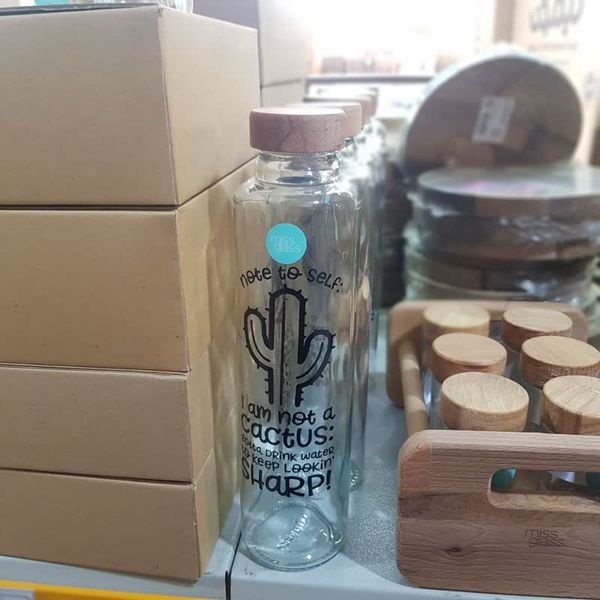 miss
glass
note to self:
I am not a
cactus:
gotta drink water
to keep lookin'
sharp!
miss
glass